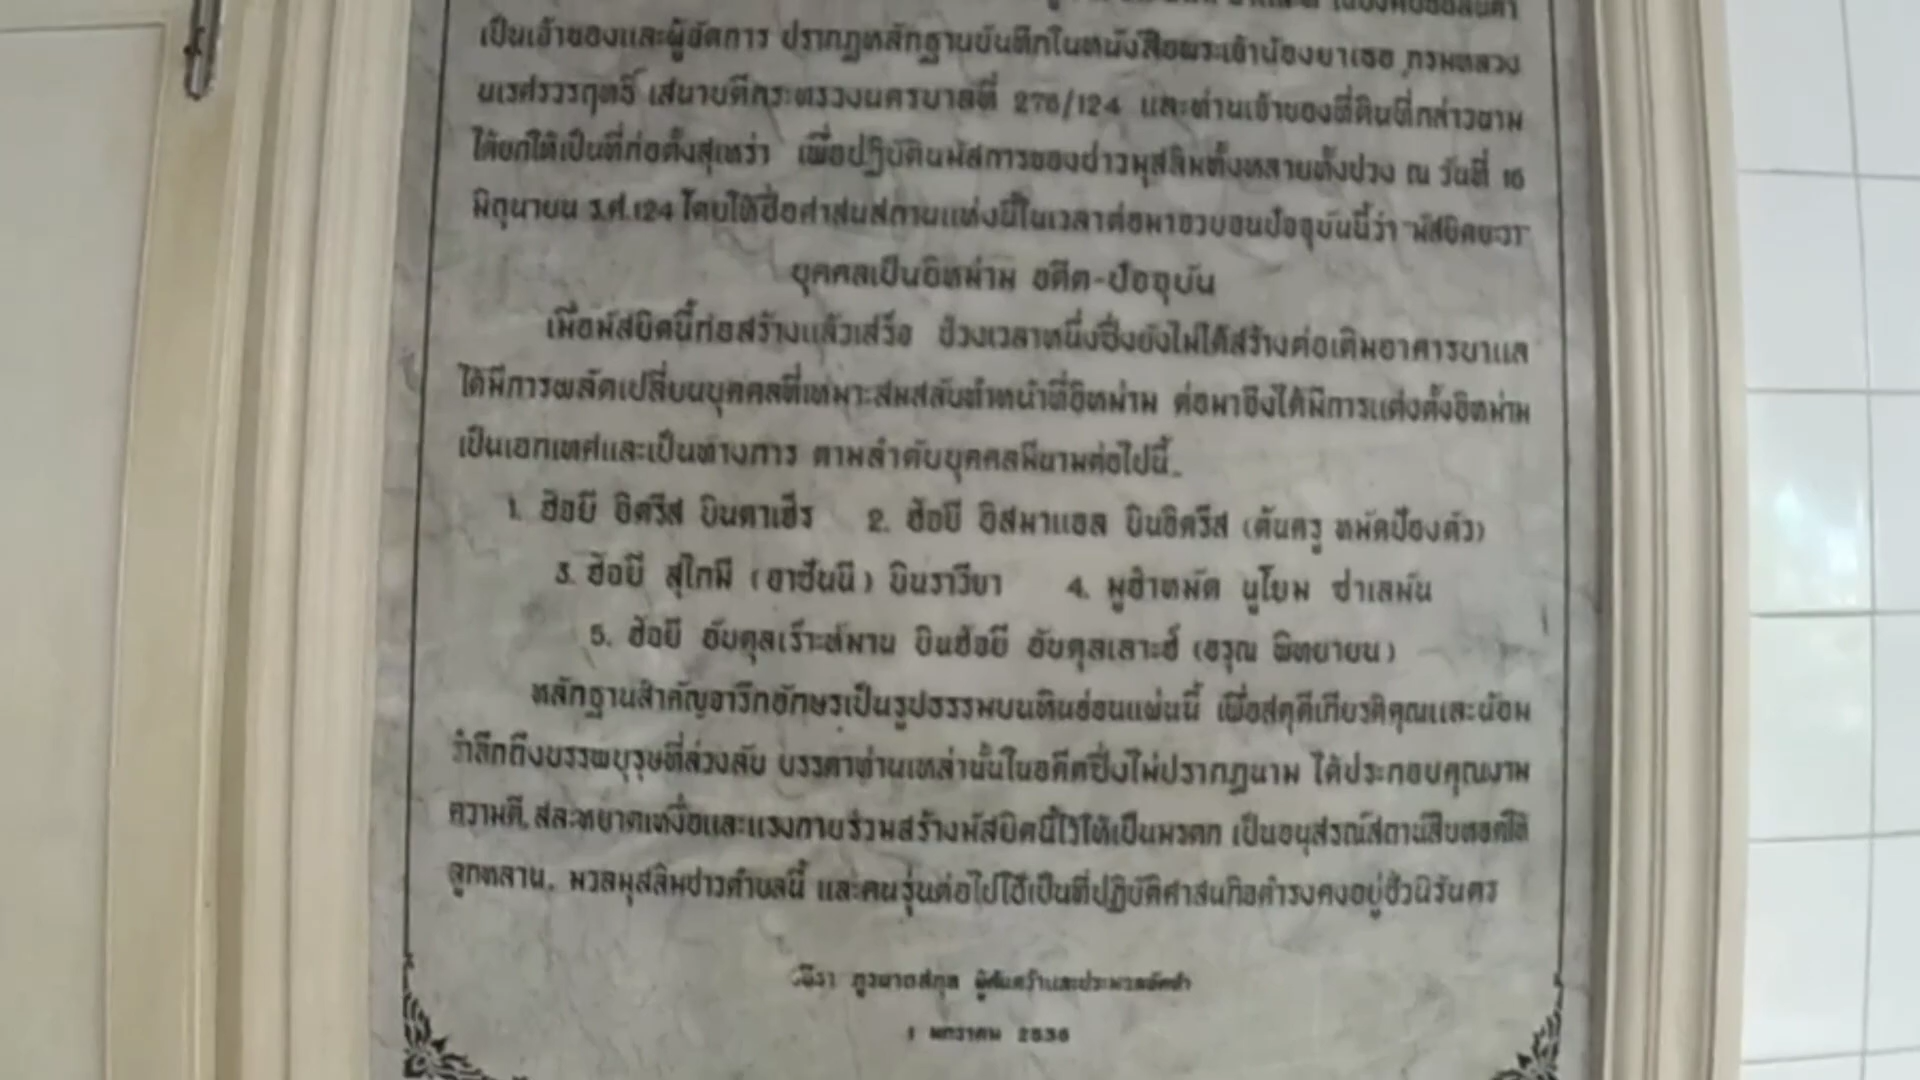 เป็นเจ้าของและผู้จัดการ ปรากฏหลักฐานบันทึกในหนังสือพระเจ้าน้องยาเธอ กรมหลวง
นเรศรวรฤทธิ์ เสนาบดีกระทรวงนครบาลที่ 276/124 และท่านเจ้าของที่ดินที่กล่าวนาม
ได้ยกให้เป็นที่ก่อตั้งสุเหร่า เพื่อปฏิบัตินมัสการของชาวมุสลิมทั้งหลายทั้งปวง ณ วันที่ 16
มิถุนายน ร.ศ.124 โดยให้ชื่อศาสนสถานแห่งนี้ในเวลาต่อมาจวบจนปัจจุบันนี้ว่า "มัสยิดยะวา"
บุคคลเป็นอิหม่าม อดีต-ปัจจุบัน
เมื่อมัสยิดนี้ก่อสร้างแล้วเสร็จ ช่วงเวลาหนึ่งซึ่งยังไม่ได้สร้างต่อเติมอาคารบาแล
ได้มีการผลัดเปลี่ยนบุคคลที่เหมาะสมสลับทำหน้าที่อิหม่าม ต่อมาจึงได้มีการแต่งตั้งอิหม่าม
เป็นเอกเทศและเป็นทางการ ตามลำดับบุคคลมีนามต่อไปนี้
1. ฮัจยี อิดรีส บินตาเฮีร 2. ฮัจยี อิสมาแอล บินอิดรีส (ต้นครู หมัดป้องตัว)
3. ฮัจยี สุไกมี (อาซันนี) บินราวียา 4. มูฮำหมัด นูโยม ซาเลมัน
5. ฮัจยี อับดุลเร๊าะห์มาน บินฮัจยี อับดุลเลาะฮ์ (อรุณ พิทยายน)
หลักฐานสำคัญจารึกอักษรเป็นรูปธรรมบนหินอ่อนแผ่นนี้ เพื่อสดุดีเกียรติคุณและน้อม
รำลึกถึงบรรพบุรุษที่ล่วงลับ บรรดาท่านเหล่านั้นในอดีตซึ่งไม่ปรากฏนาม ได้ประกอบคุณงาม
ความดี, สละหยาดเหงื่อและแรงกายร่วมสร้างมัสยิดนี้ไว้ให้เป็นมรดก เป็นอนุสรณ์สถานสืบทอดให้
ลูกหลาน, มวลมุสลิมชาวตำบลนี้ และคนรุ่นต่อไปใช้เป็นที่ปฏิบัติศาสนกิจดำรงคงอยู่ชั่วนิรันดร
ภูวนาถสกุล ผู้ค้นคว้าและประมวลจัดทำ
1 มกราคม 2536